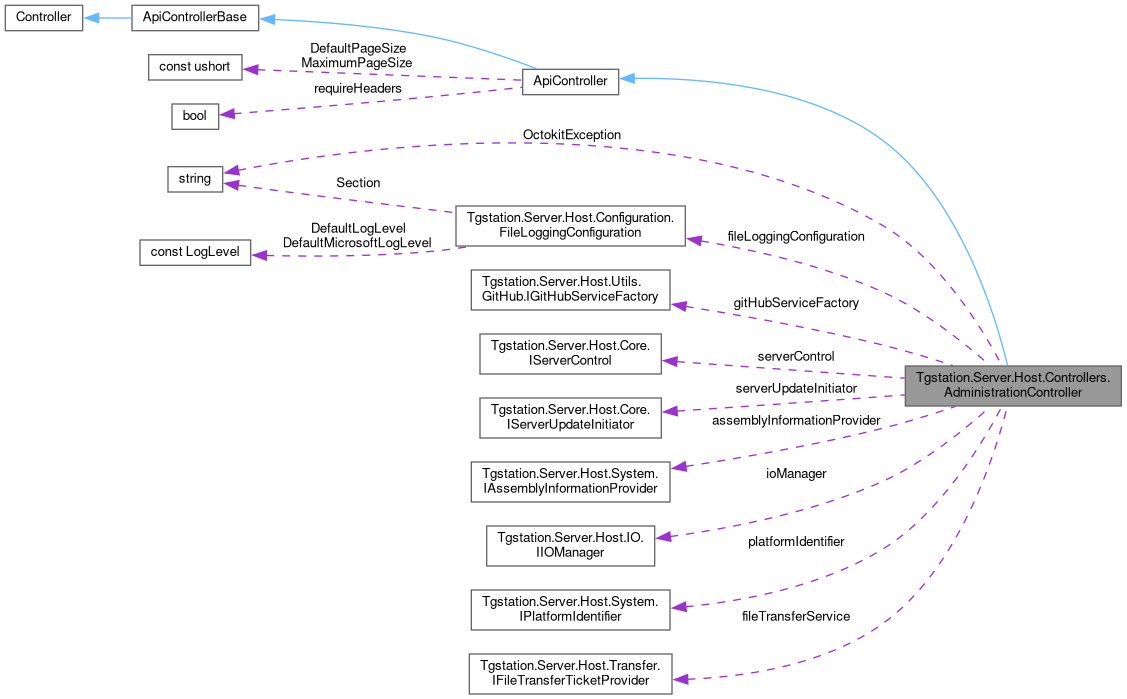 Controller
ApiControllerBase
const ushort
DefaultPageSize
MaximumPageSize
ApiController
requireHeaders
bool
OctokitException
string
Section
Tgstation.Server.Host.Configuration.
FileLoggingConfiguration
fileLoggingConfiguration
DefaultLogLevel
DefaultMicrosoftLogLevel
const LogLevel
Tgstation.Server.Host.Utils.
GitHub.IGitHubServiceFactory
gitHubServiceFactory
Tgstation.Server.Host.Core.
IServerControl
serverControl
Tgstation.Server.Host.Controllers.
AdministrationController
serverUpdateInitiator
Tgstation.Server.Host.Core.
IServerUpdateInitiator
assemblyInformationProvider
Tgstation.Server.Host.System.
IAssemblyInformationProvider
ioManager
Tgstation.Server.Host.IO.
IIOManager
platformIdentifier
Tgstation.Server.Host.System.
IPlatformIdentifier
fileTransferService
Tgstation.Server.Host.Transfer.
IFileTransferTicketProvider